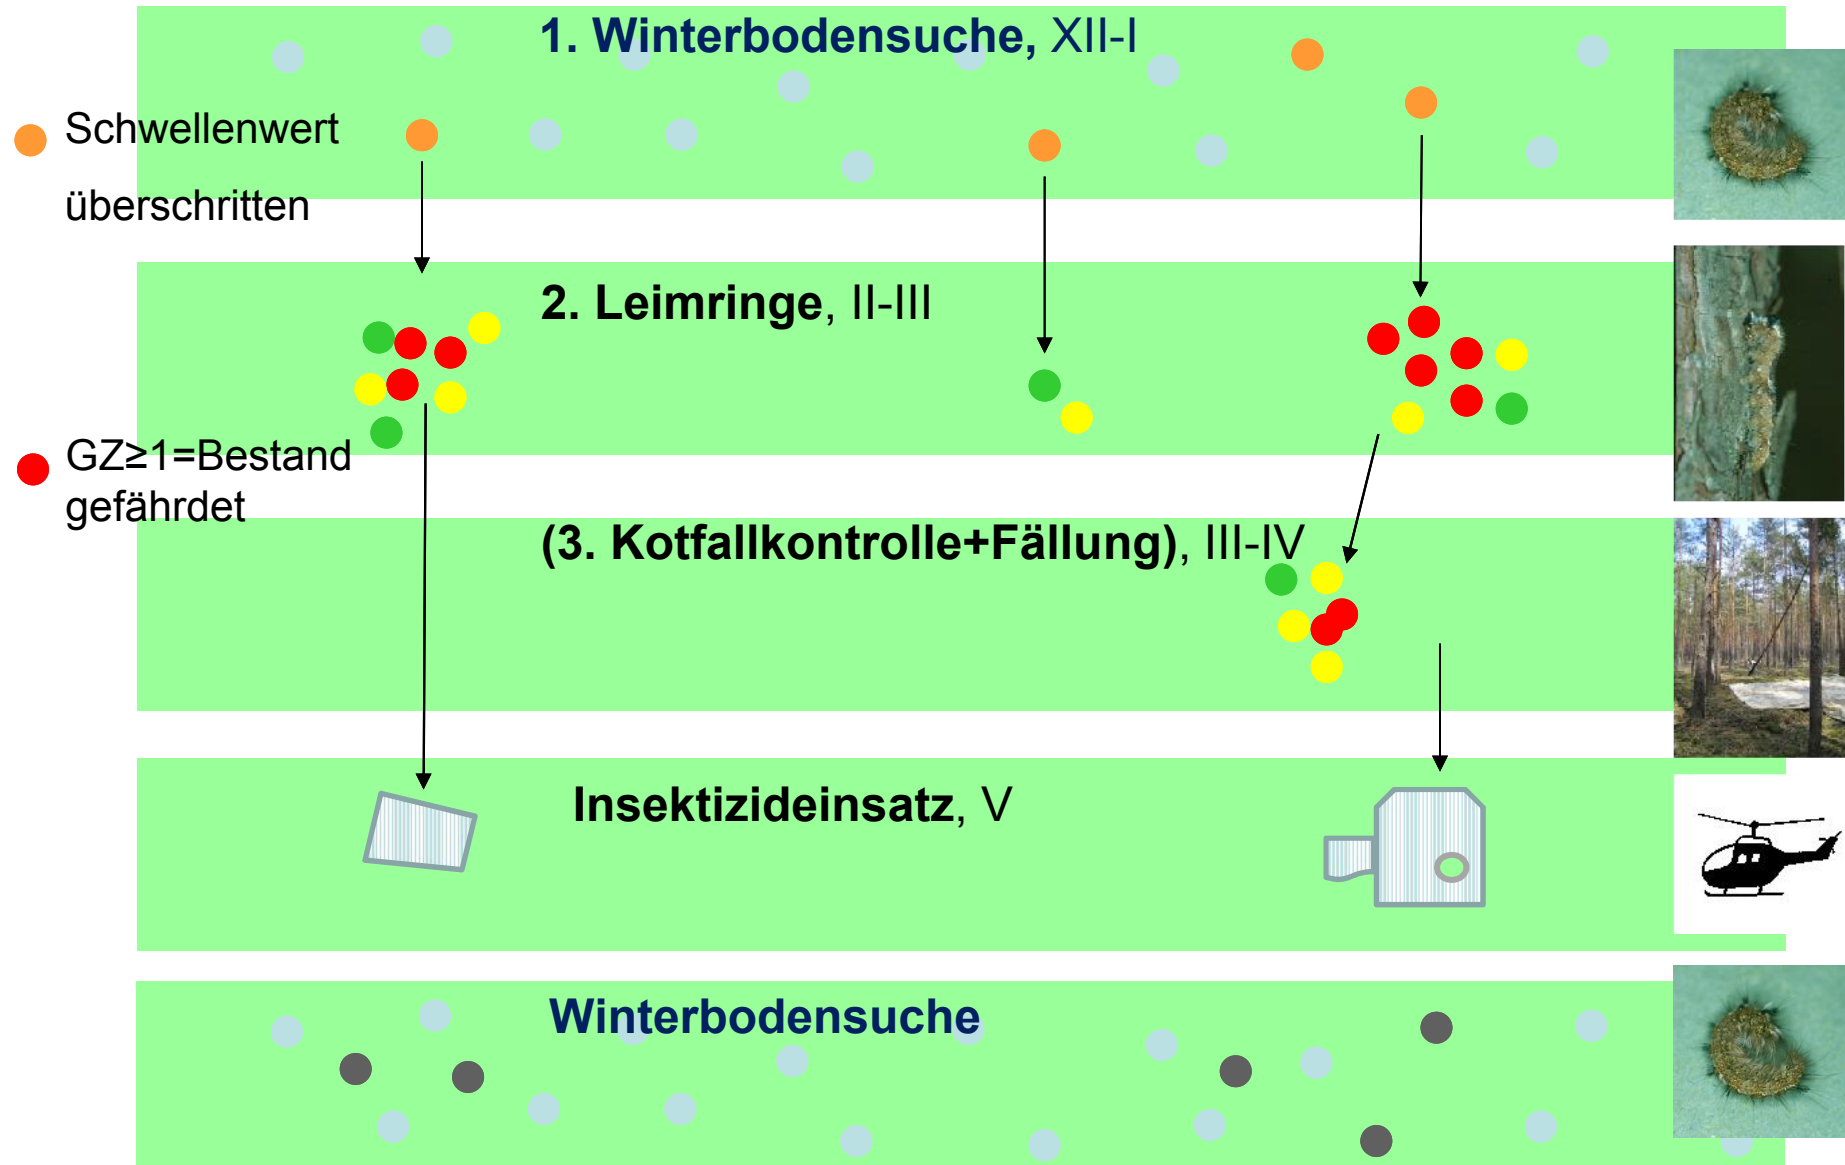 1. Winterbodensuche, XII-I
Schwellenwert
überschritten
2. Leimringe, II-III
GZ≥1=Bestand
gefährdet
(3. Kotfallkontrolle+Fällung), III-IV
Insektizideinsatz, V
Winterbodensuche